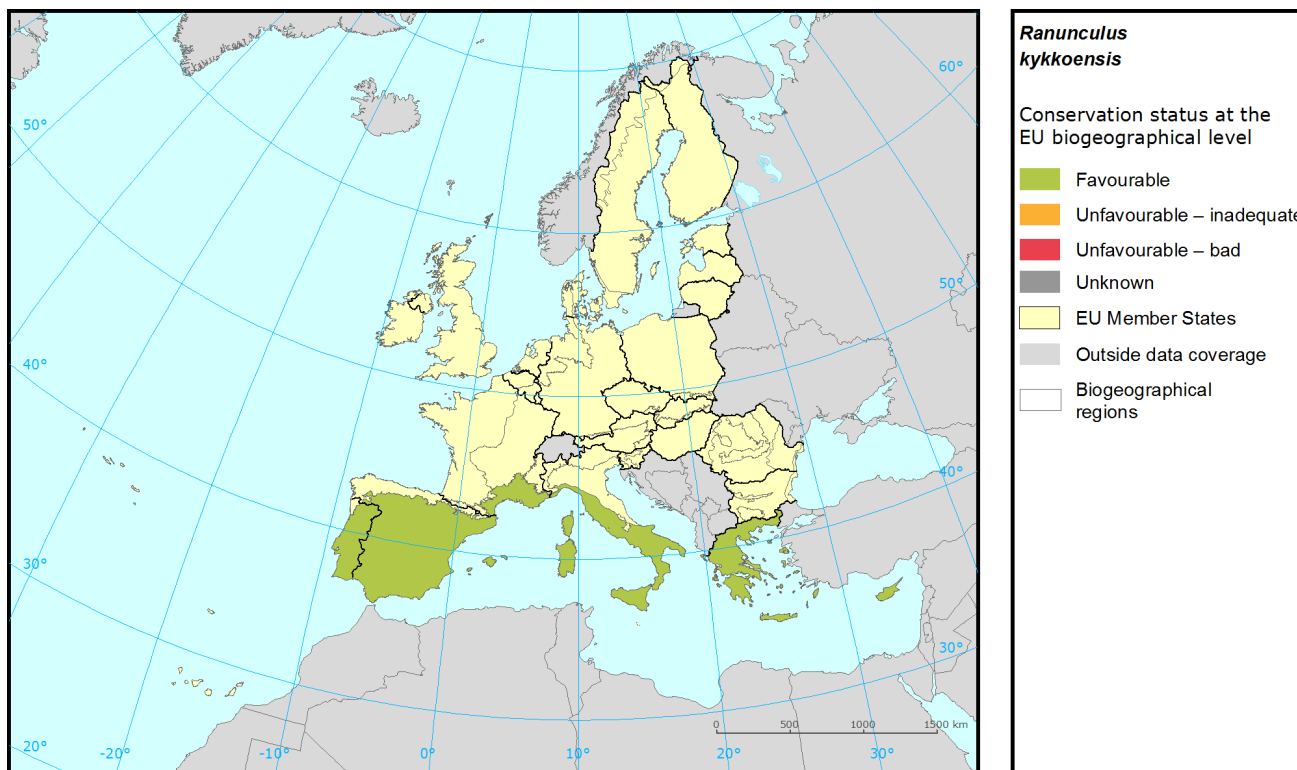 Ranunculus
kykkoensis
Conservation status at the
EU biogeographical level
Favourable
Unfavourable – inadequate
Unfavourable – bad
Unknown
EU Member States
Outside data coverage
Biogeographical
regions
60°
50°
50°
40°
40°
30°
30°
20°
-20°
-10°
0°
10°
20°
30°
0 500 1000 1500 km